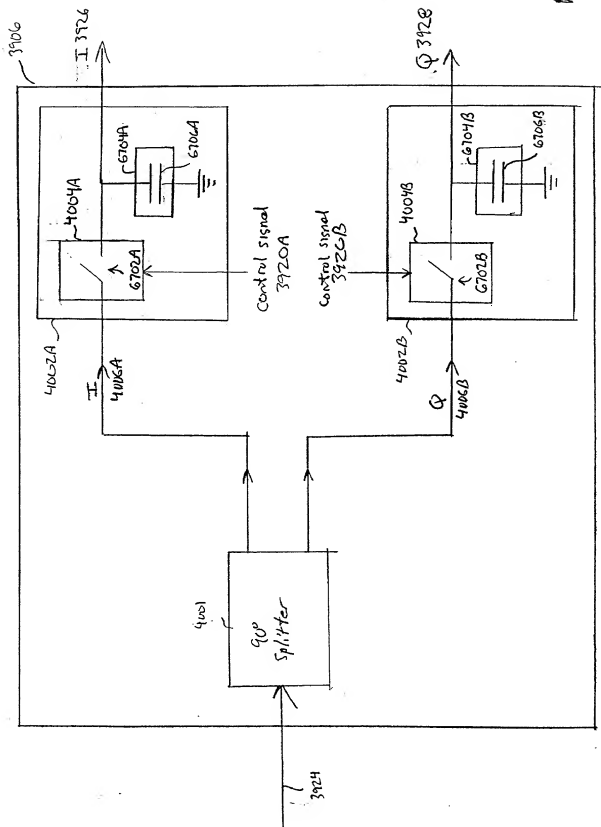 3906
I 3926
Q 3928
4004A
6702A
6704A
6706A
4002A
Control signal
3920A
Control signal
3920B
4004B
6702B
6704B
6706B
4002B
I
4006A
Q
4006B
4001
90°
Splitter
3924